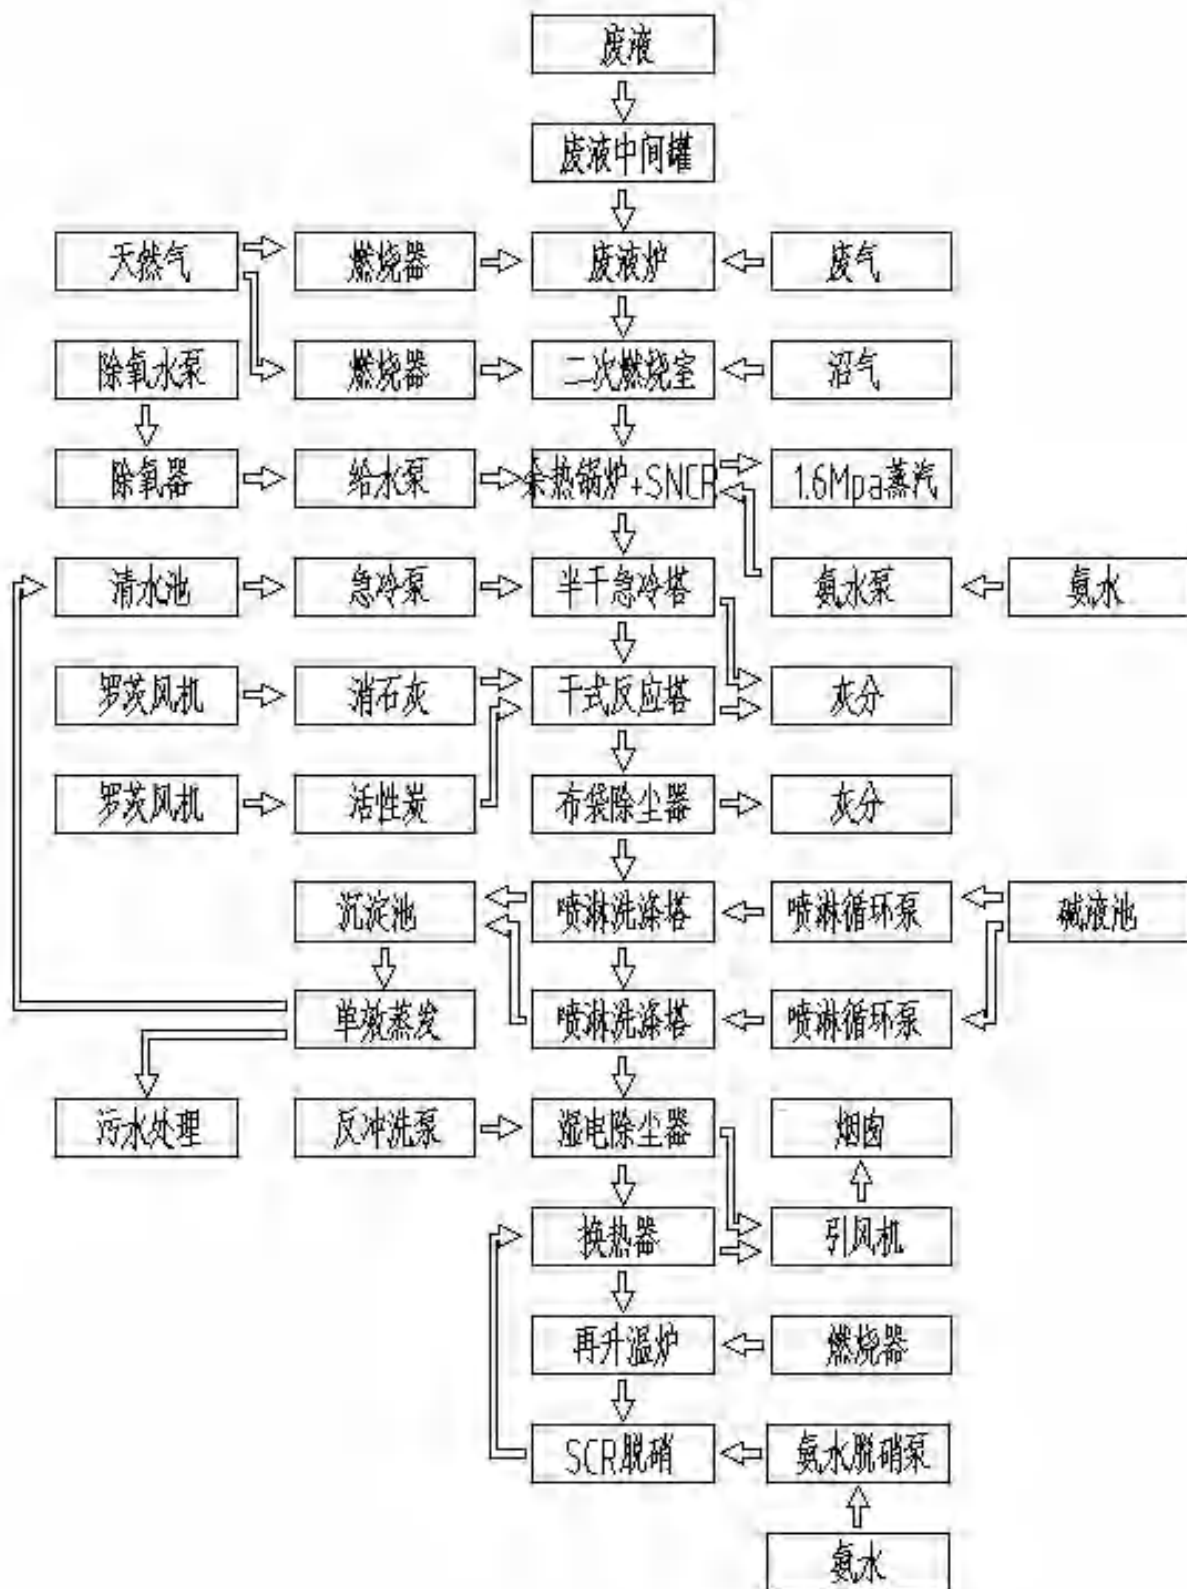 废液
废液中间罐
天然气
燃烧器
废液炉
废气
除氧水泵
燃烧器
二次燃烧室
沼气
除氧器
给水泵
余热锅炉+SNCR
1.6Mpa蒸汽
清水池
急冷泵
半干急冷塔
氨水泵
氨水
罗茨风机
消石灰
干式反应塔
灰分
罗茨风机
活性炭
布袋除尘器
灰分
沉淀池
喷淋洗涤塔
喷淋循环泵
碱液池
单效蒸发
喷淋洗涤塔
喷淋循环泵
污水处理
反冲洗泵
湿电除尘器
烟囱
换热器
引风机
再升温炉
燃烧器
SCR脱硝
氨水脱硝泵
氨水